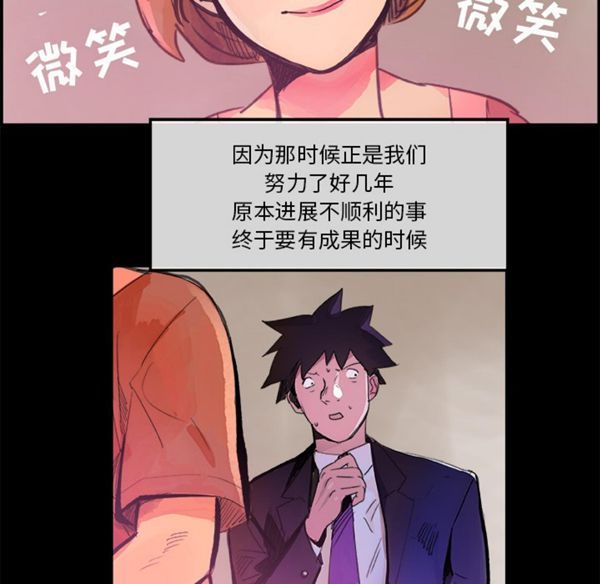 微笑
微笑
因为那时候正是我们
努力了好几年
原本进展不顺利的事
终于要有成果的时候